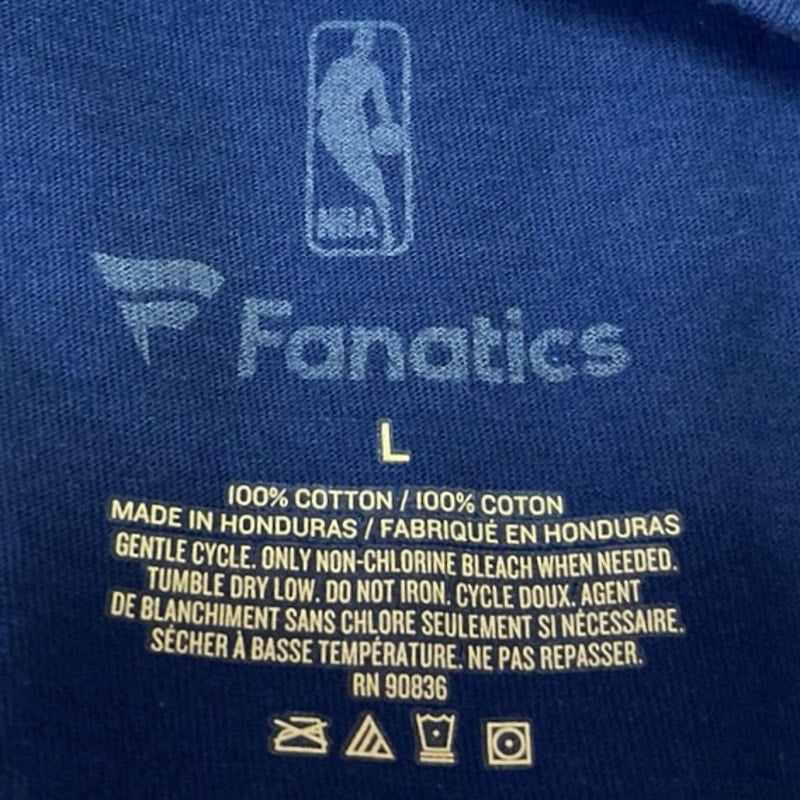 NBA
Fanatics
L
100% COTTON / 100% COTON
MADE IN HONDURAS / FABRIQUÉ EN HONDURAS
GENTLE CYCLE. ONLY NON-CHLORINE BLEACH WHEN NEEDED.
TUMBLE DRY LOW. DO NOT IRON. CYCLE DOUX. AGENT
DE BLANCHIMENT SANS CHLORE SEULEMENT SI NÉCESSAIRE.
SÉCHER À BASSE TEMPÉRATURE. NE PAS REPASSER.
RN 90836